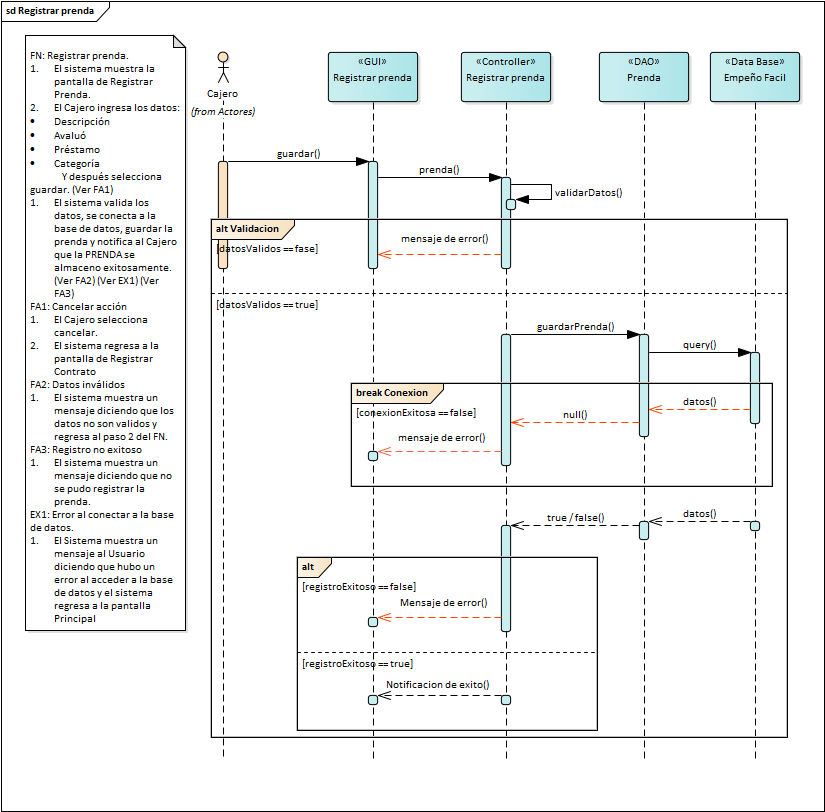 sd Registrar prenda
FN: Registrar prenda.
1. El sistema muestra la
pantalla de Registrar
Prenda.
2. El Cajero ingresa los datos:
• Descripción
• Avaluó
• Préstamo
• Categoría
Y después selecciona
guardar. (Ver FA1)
1. El sistema valida los
datos, se conecta a la
base de datos, guardar la
prenda y notifica al Cajero
que la PRENDA se
almaceno exitosamente.
(Ver FA2) (Ver EX1) (Ver
FA3)
FA1: Cancelar acción
1. El Cajero selecciona
cancelar.
2. El sistema regresa a la
pantalla de Registrar
Contrato
FA2: Datos inválidos
1. El sistema muestra un
mensaje diciendo que los
datos no son validos y
regresa al paso 2 del FN.
FA3: Registro no exitoso
1. El sistema muestra un
mensaje diciendo que no
se pudo registrar la
prenda.
EX1: Error al conectar a la base
de datos.
1. El Sistema muestra un
mensaje al Usuario
diciendo que hubo un
error al acceder a la base
de datos y el sistema
regresa a la pantalla
Principal
Cajero
(from Actores)
«GUI»
Registrar prenda
«Controller»
Registrar prenda
«DAO»
Prenda
«Data Base»
Empeño Facil
guardar()
prenda()
validarDatos()
alt Validacion
[datosValidos == fase]
mensaje de error()
[datosValidos == true]
guardarPrenda()
query()
break Conexion
[conexionExitosa == false]
datos()
null()
mensaje de error()
datos()
true / false()
alt
[registroExitoso == false]
Mensaje de error()
[registroExitoso == true]
Notificacion de exito()